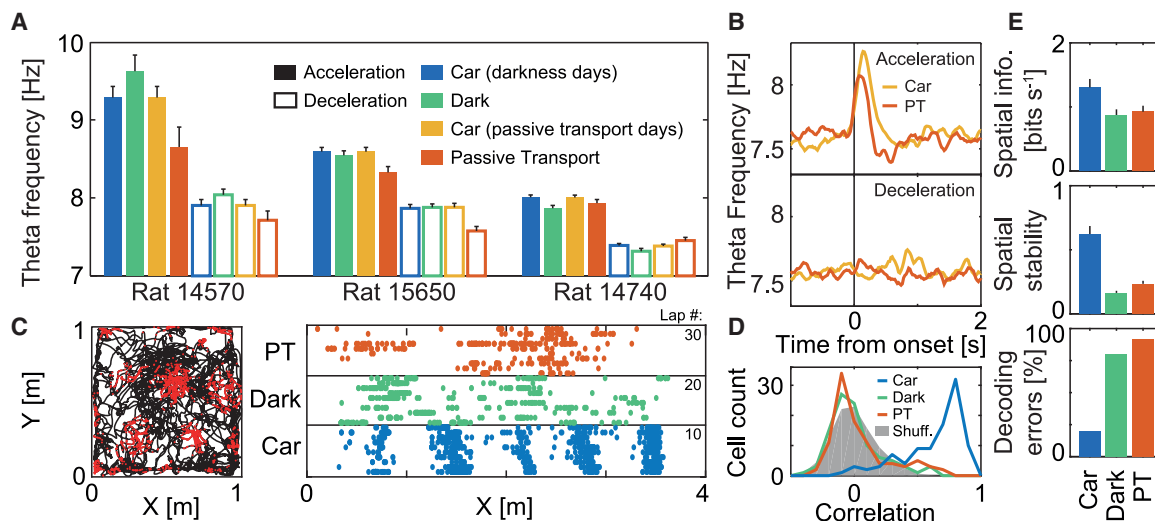 A
Theta frequency [Hz]
10
9
8
7
Acceleration
Deceleration
Car (darkness days)
Dark
Car (passive transport days)
Passive Transport
Rat 14570
Rat 15650
Rat 14740
B
Theta Frequency [Hz]
8
7.5
8
7.5
Acceleration
Car
PT
Deceleration
0
2
Time from onset [s]
C
Y [m]
1
0
0
1
X [m]
Lap #:
PT
30
Dark
20
Car
10
0
4
X [m]
D
Cell count
30
0
Car
Dark
PT
Shuff.
0
1
Correlation
E
Spatial info.
[bits s⁻¹]
2
0
Spatial
stability
1
0
Decoding
errors [%]
100
0
Car
Dark
PT